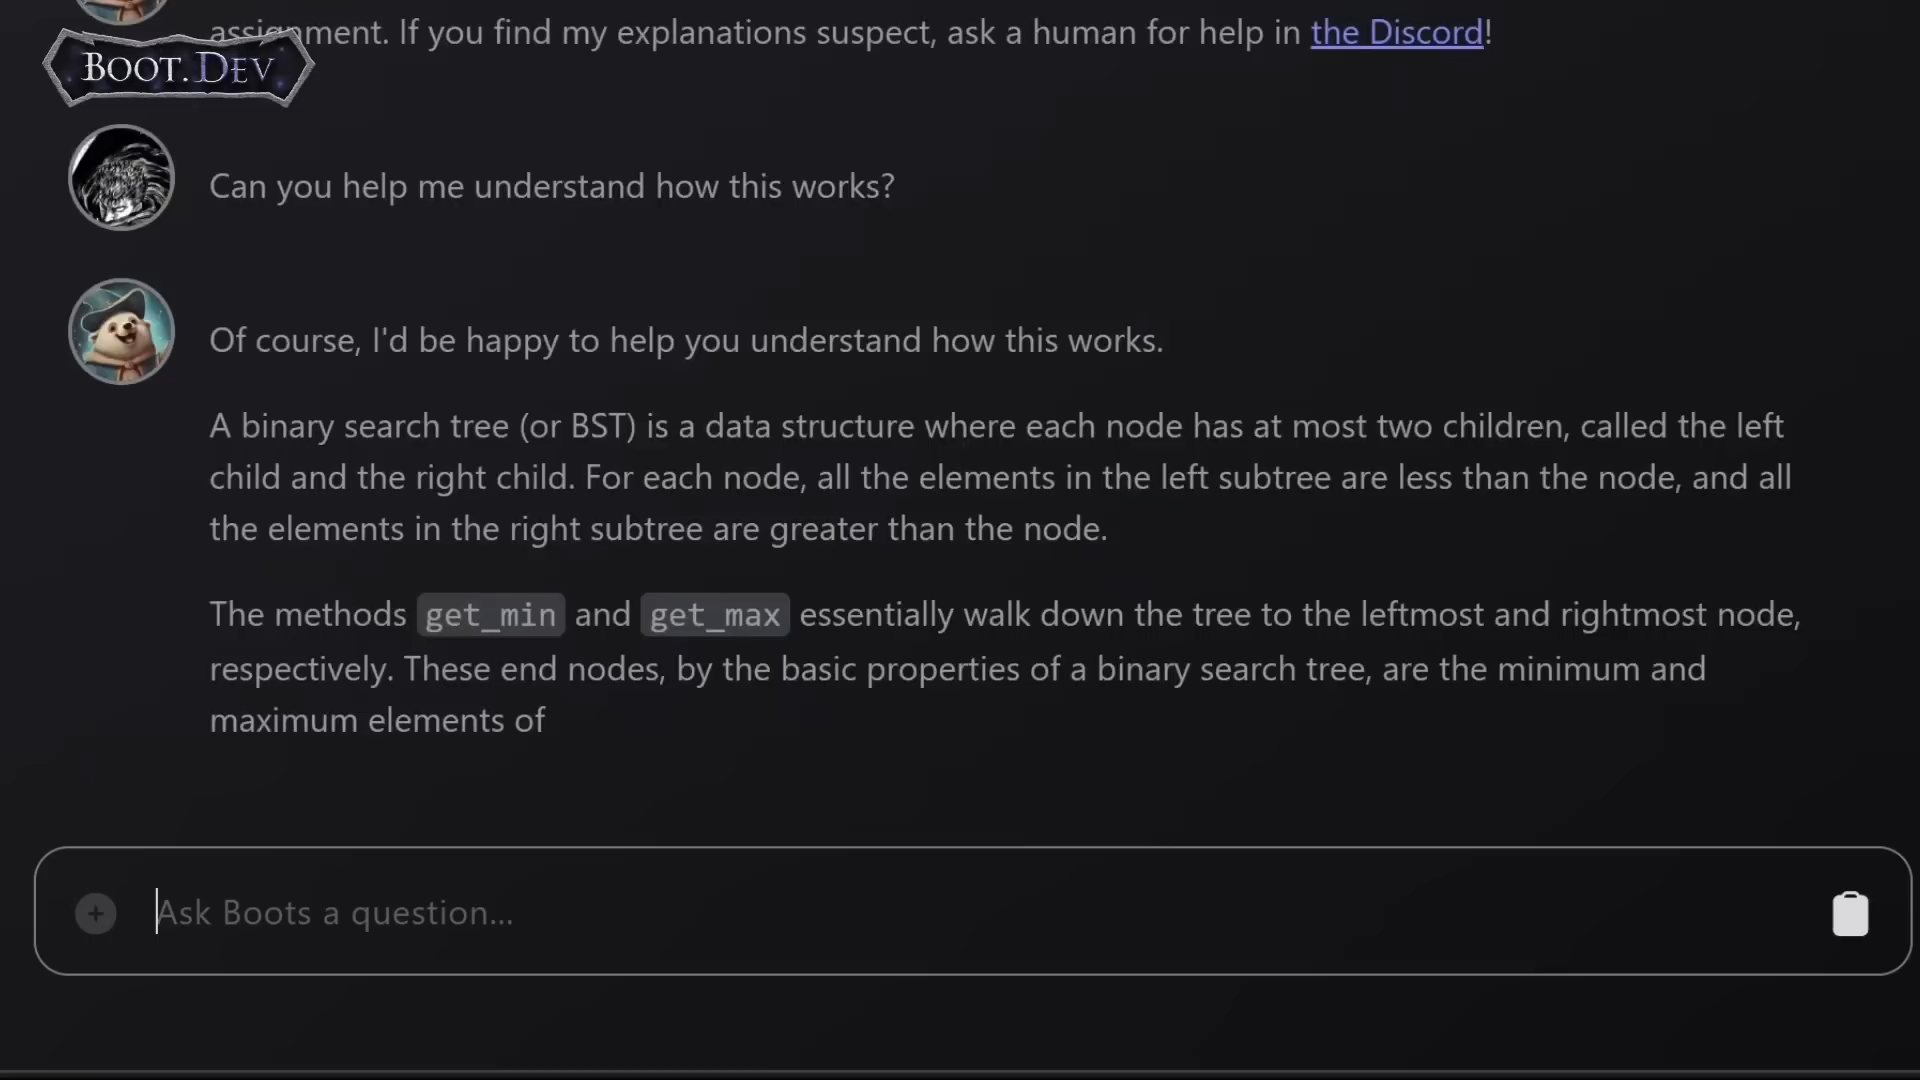 assignment. If you find my explanations suspect, ask a human for help in the Discord!
BOOT.DEV
Can you help me understand how this works?
Of course, I'd be happy to help you understand how this works.
A binary search tree (or BST) is a data structure where each node has at most two children, called the left
child and the right child. For each node, all the elements in the left subtree are less than the node, and all
the elements in the right subtree are greater than the node.
The methods get_min and get_max essentially walk down the tree to the leftmost and rightmost node,
respectively. These end nodes, by the basic properties of a binary search tree, are the minimum and
maximum elements of
Ask Boots a question...